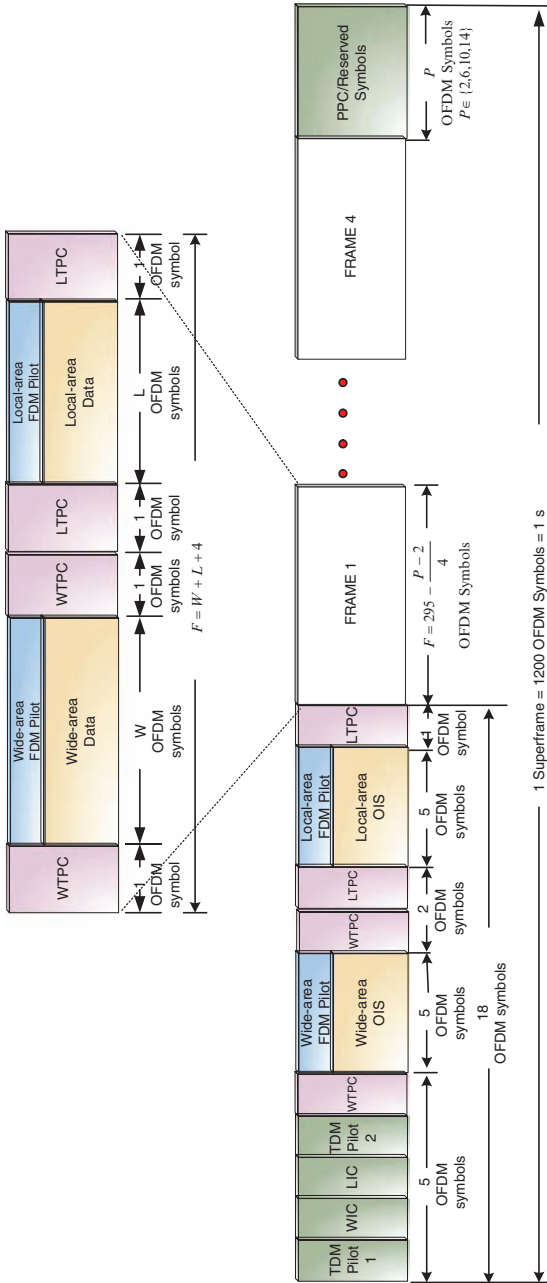 WTPC
Wide-area
FDM Pilot
Wide-area
Data
WTPC
LTPC
Local-area
FDM Pilot
Local-area
Data
LTPC
1
OFDM
symbol
W
OFDM
symbols
1
OFDM
symbols
1
OFDM
symbol
L
OFDM
symbols
1
OFDM
symbol
F = W + L + 4
TDM
Pilot
1
WIC
LIC
TDM
Pilot
2
WTPC
Wide-area
FDM Pilot
Wide-area
OIS
WTPC
LTPC
Local-area
FDM Pilot
Local-area
OIS
LTPC
FRAME 1
FRAME 4
PPC/Reserved
Symbols
5
OFDM
symbols
5
OFDM
symbols
2
OFDM
symbols
5
OFDM
symbols
1
OFDM
symbol
F = 295 − P − 2
4
OFDM Symbols
P
OFDM Symbols
P ∈ {2,6,10,14}
18
OFDM symbols
1 Superframe = 1200 OFDM Symbols = 1 s